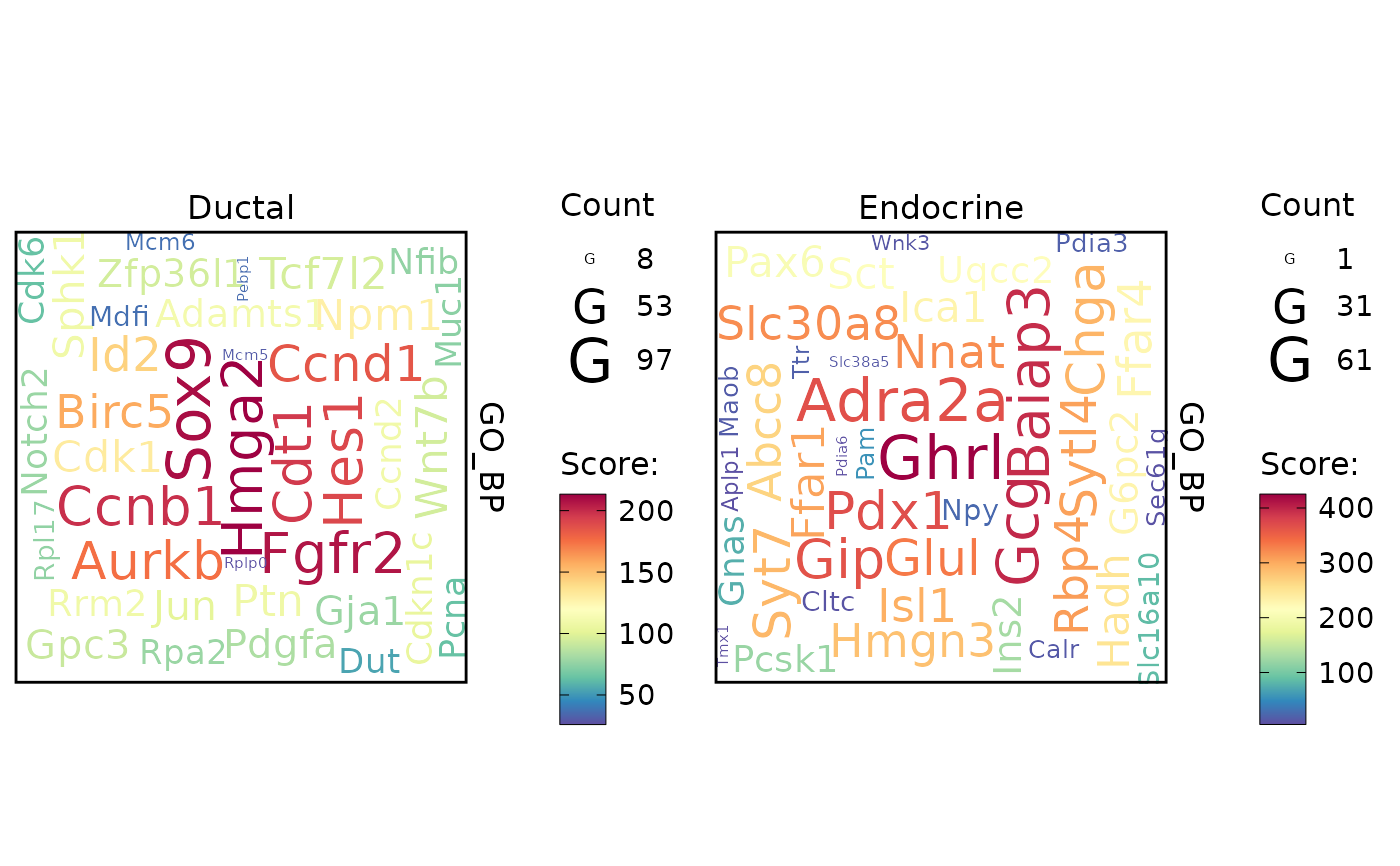 Ductal
Mcm6
Cdk6
Sphk1
Zfp36l1
Pebp1
Tcf7l2
Nfib
Mdfi
Adamts1
Npm1
Muc1
Id2
Sox9
Mcm5
Hmga2
Ccnd1
Notch2
Birc5
Cdt1
Hes1
Ccnd2
Wnt7b
Cdk1
Ccnb1
Rpl17
Aurkb
Rplp0
Fgfr2
Cdkn1c
Rrm2
Jun
Ptn
Gja1
Pcna
Gpc3
Rpa2
Pdgfa
Dut
GO_BP
Count
G 8
G 53
G 97
Score:
200
150
100
50
Endocrine
Wnk3
Pdia3
Pax6
Sct
Uqcc2
Slc30a8
Ica1
Baiap3
Chga
Ffar4
Ttr
Slc38a5
Nnat
Maob
Abcc8
Adra2a
Sytl4
Aplp1
Ffar1
Pdia6
Pam
Ghrl
Gcg
G6pc2
Sec61g
Pdx1
Npy
Gnas
Syt7
Gip
Glul
Rbp4
Hadh
Slc16a10
Cltc
Isl1
Ins2
Tmx1
Pcsk1
Hmgn3
Calr
GO_BP
Count
G 1
G 31
G 61
Score:
400
300
200
100